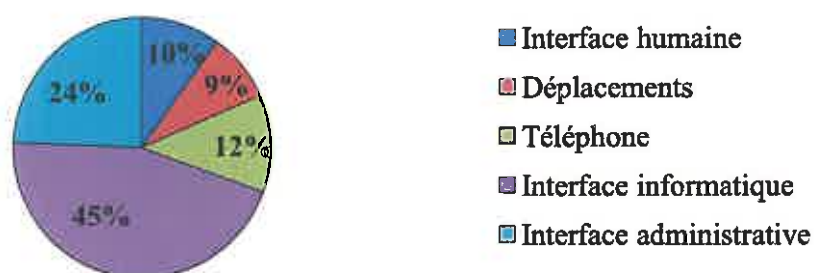 10%
9%
12%
45%
24%
Interface humaine
Déplacements
Téléphone
Interface informatique
Interface administrative